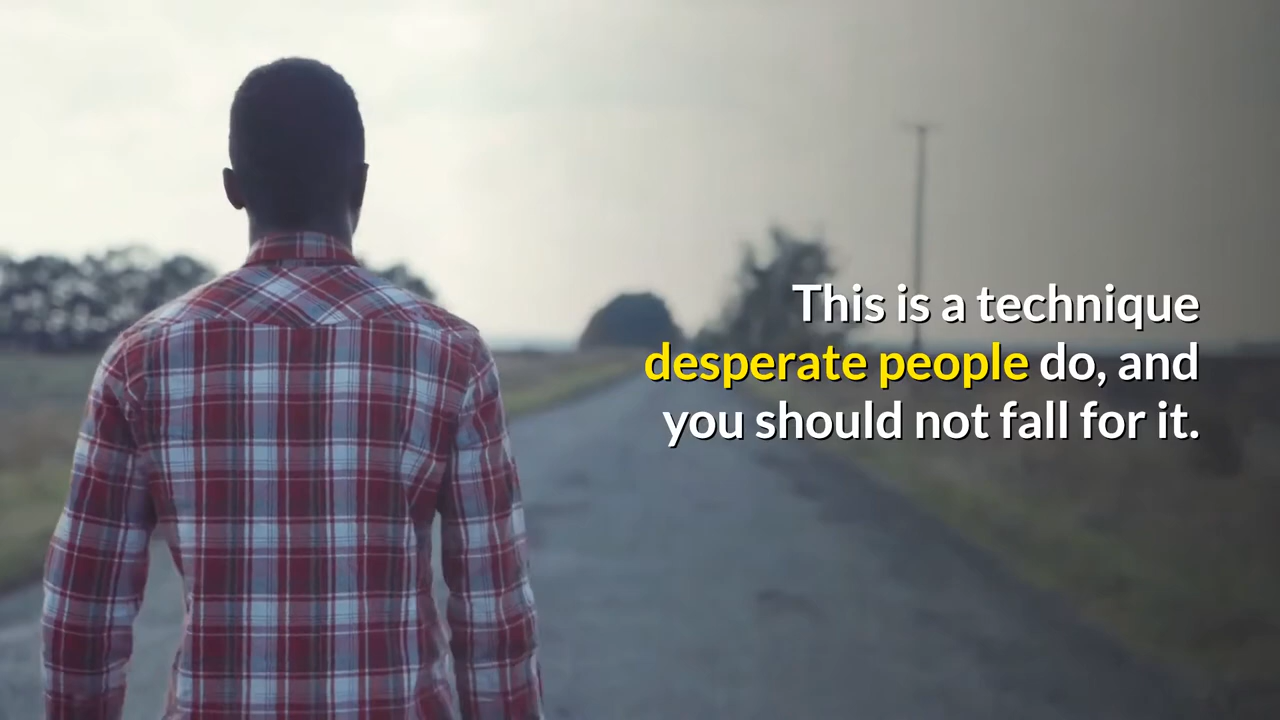 This is a technique
desperate people do, and
you should not fall for it.